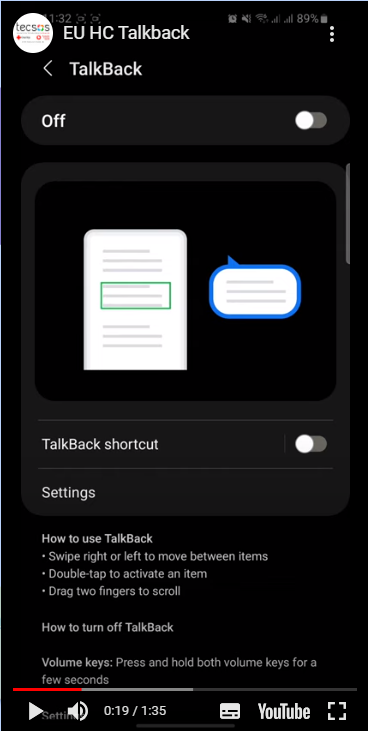 11:32
89%
tecsos
EU HC Talkback
TalkBack
Off
TalkBack shortcut
Settings
How to use TalkBack
• Swipe right or left to move between items
• Double-tap to activate an item
• Drag two fingers to scroll
How to turn off TalkBack
Volume keys: Press and hold both volume keys for a
few seconds
0:19 / 1:35
YouTube